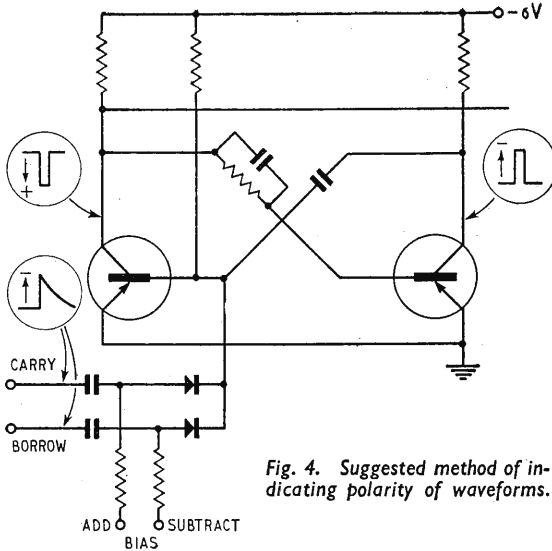 -6V
+
-
-
CARRY
BORROW
ADD
SUBTRACT
BIAS
Fig. 4. Suggested method of in-
dicating polarity of waveforms.